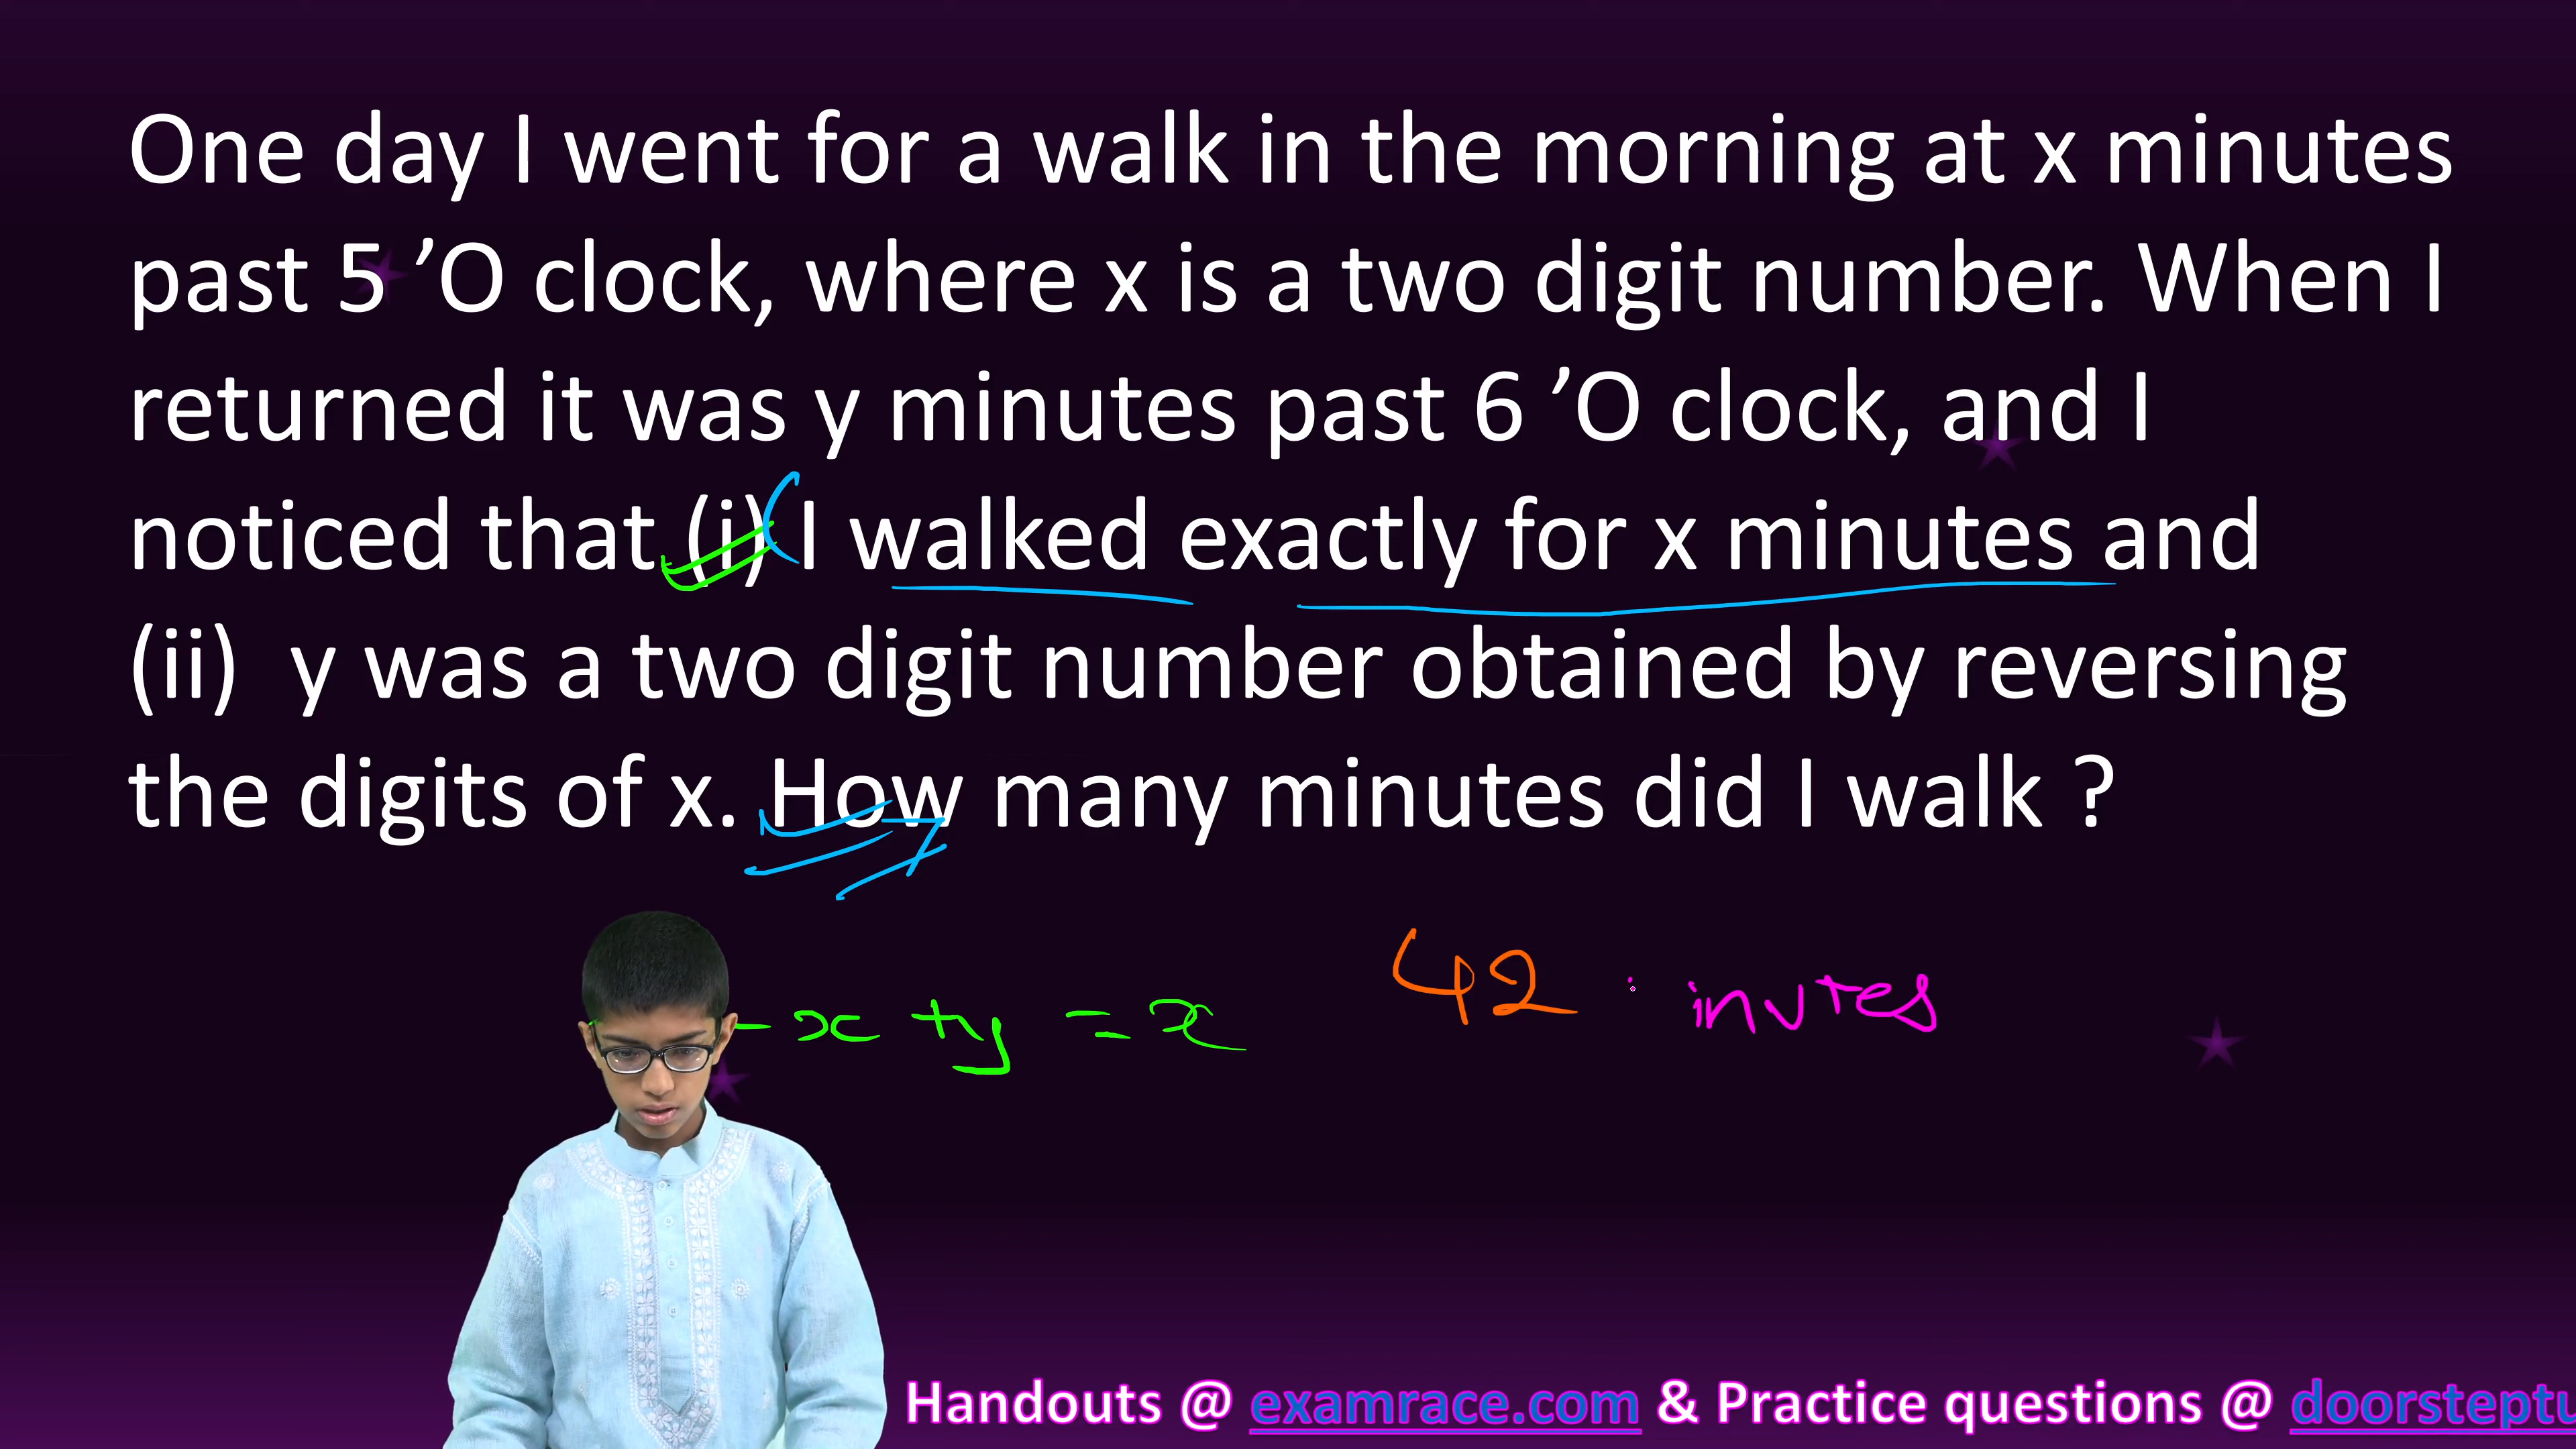 One day I went for a walk in the morning at x minutes
past 5 ’O clock, where x is a two digit number. When I
returned it was y minutes past 6 ’O clock, and I
noticed that (i) I walked exactly for x minutes and
(ii) y was a two digit number obtained by reversing
the digits of x. How many minutes did I walk ?
- x + y = x
42 inutes
Handouts @ examrace.com & Practice questions @ doorsteptu